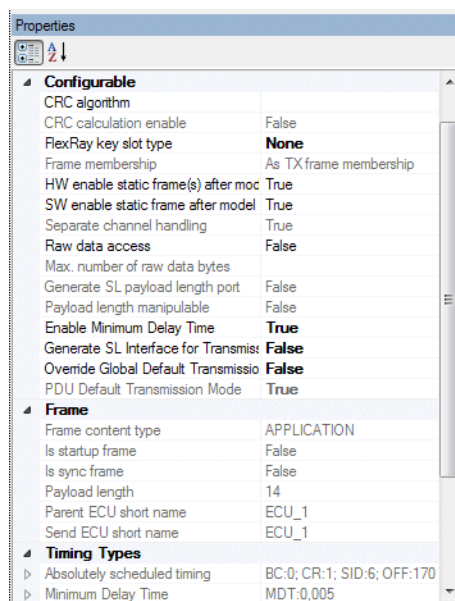 Properties
A Z
Configurable
CRC algorithm
CRC calculation enable False
FlexRay key slot type None
Frame membership As TX frame membership
HW enable static frame(s) after mod True
SW enable static frame after model True
Separate channel handling True
Raw data access False
Max. number of raw data bytes
Generate SL payload length port False
Payload length manipulable False
Enable Minimum Delay Time True
Generate SL Interface for Transmiss False
Override Global Default Transmissio False
PDU Default Transmission Mode True
Frame
Frame content type APPLICATION
Is startup frame False
Is sync frame False
Payload length 14
Parent ECU short name ECU_1
Send ECU short name ECU_1
Timing Types
Absolutely scheduled timing BC:0; CR:1; SID:6; OFF:170
Minimum Delay Time MDT:0,005